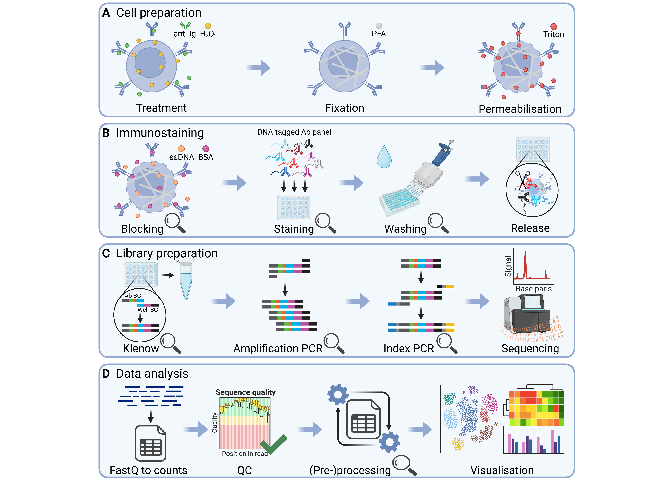 A Cell preparation
anti-Ig H₂O₂
PFA
Triton
Treatment
Fixation
Permeabilisation
B Immunostaining
DNA-tagged Ab panel
ssDNA BSA
Blocking
Staining
Washing
Release
C Library preparation
Ab BC
Well BC
Signal
Base pairs
Klenow
Amplification PCR
Index PCR
Sequencing
D Data analysis
Sequence quality
Quality
Position in read
FastQ to counts
QC
(Pre-)processing
Visualisation